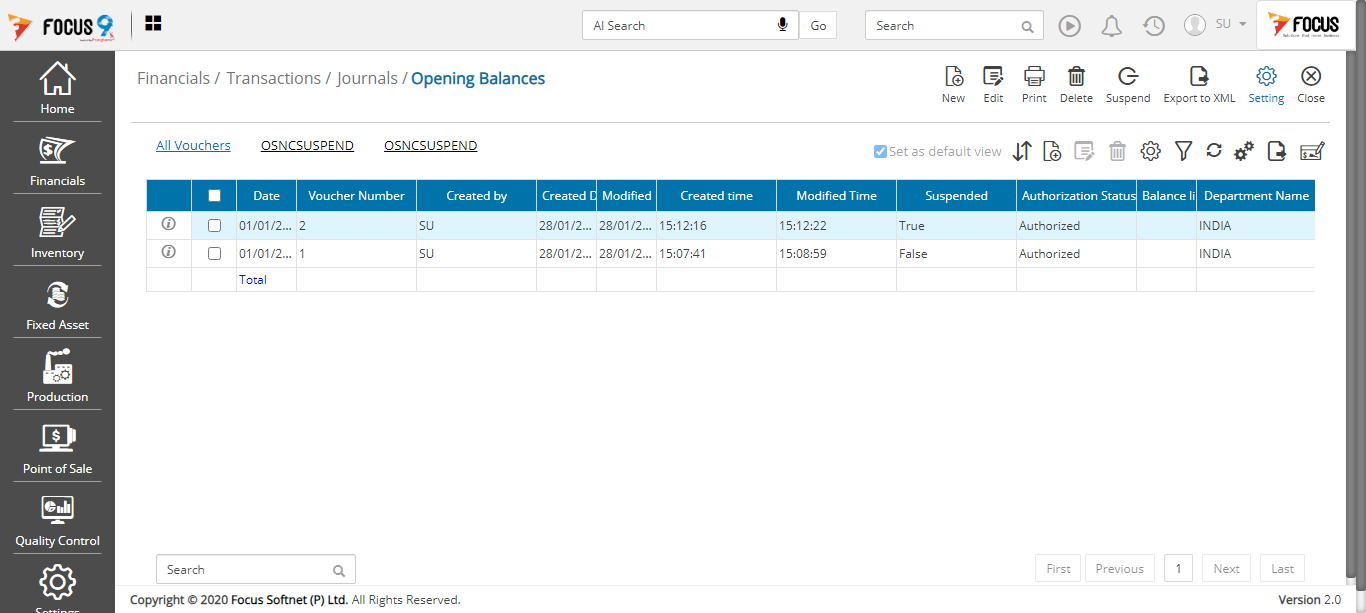 FOCUS 9
AI Search
Go
Search
SU
FOCUS
Home
Financials
Inventory
Fixed Asset
Production
Point of Sale
Quality Control
Settings
Financials / Transactions / Journals / Opening Balances
New Edit Print Delete Suspend Export to XML Setting Close
All Vouchers OSNCSUSPEND OSNCSUSPEND
Set as default view
Date Voucher Number Created by Created D Modified Created time Modified Time Suspended Authorization Status Balance li Department Name
01/01/2... 2 SU 28/01/2... 28/01/2... 15:12:16 15:12:22 True Authorized INDIA
01/01/2... 1 SU 28/01/2... 28/01/2... 15:07:41 15:08:59 False Authorized INDIA
Total
Search
First Previous 1 Next Last
Copyright © 2020 Focus Softnet (P) Ltd. All Rights Reserved.
Version 2.0